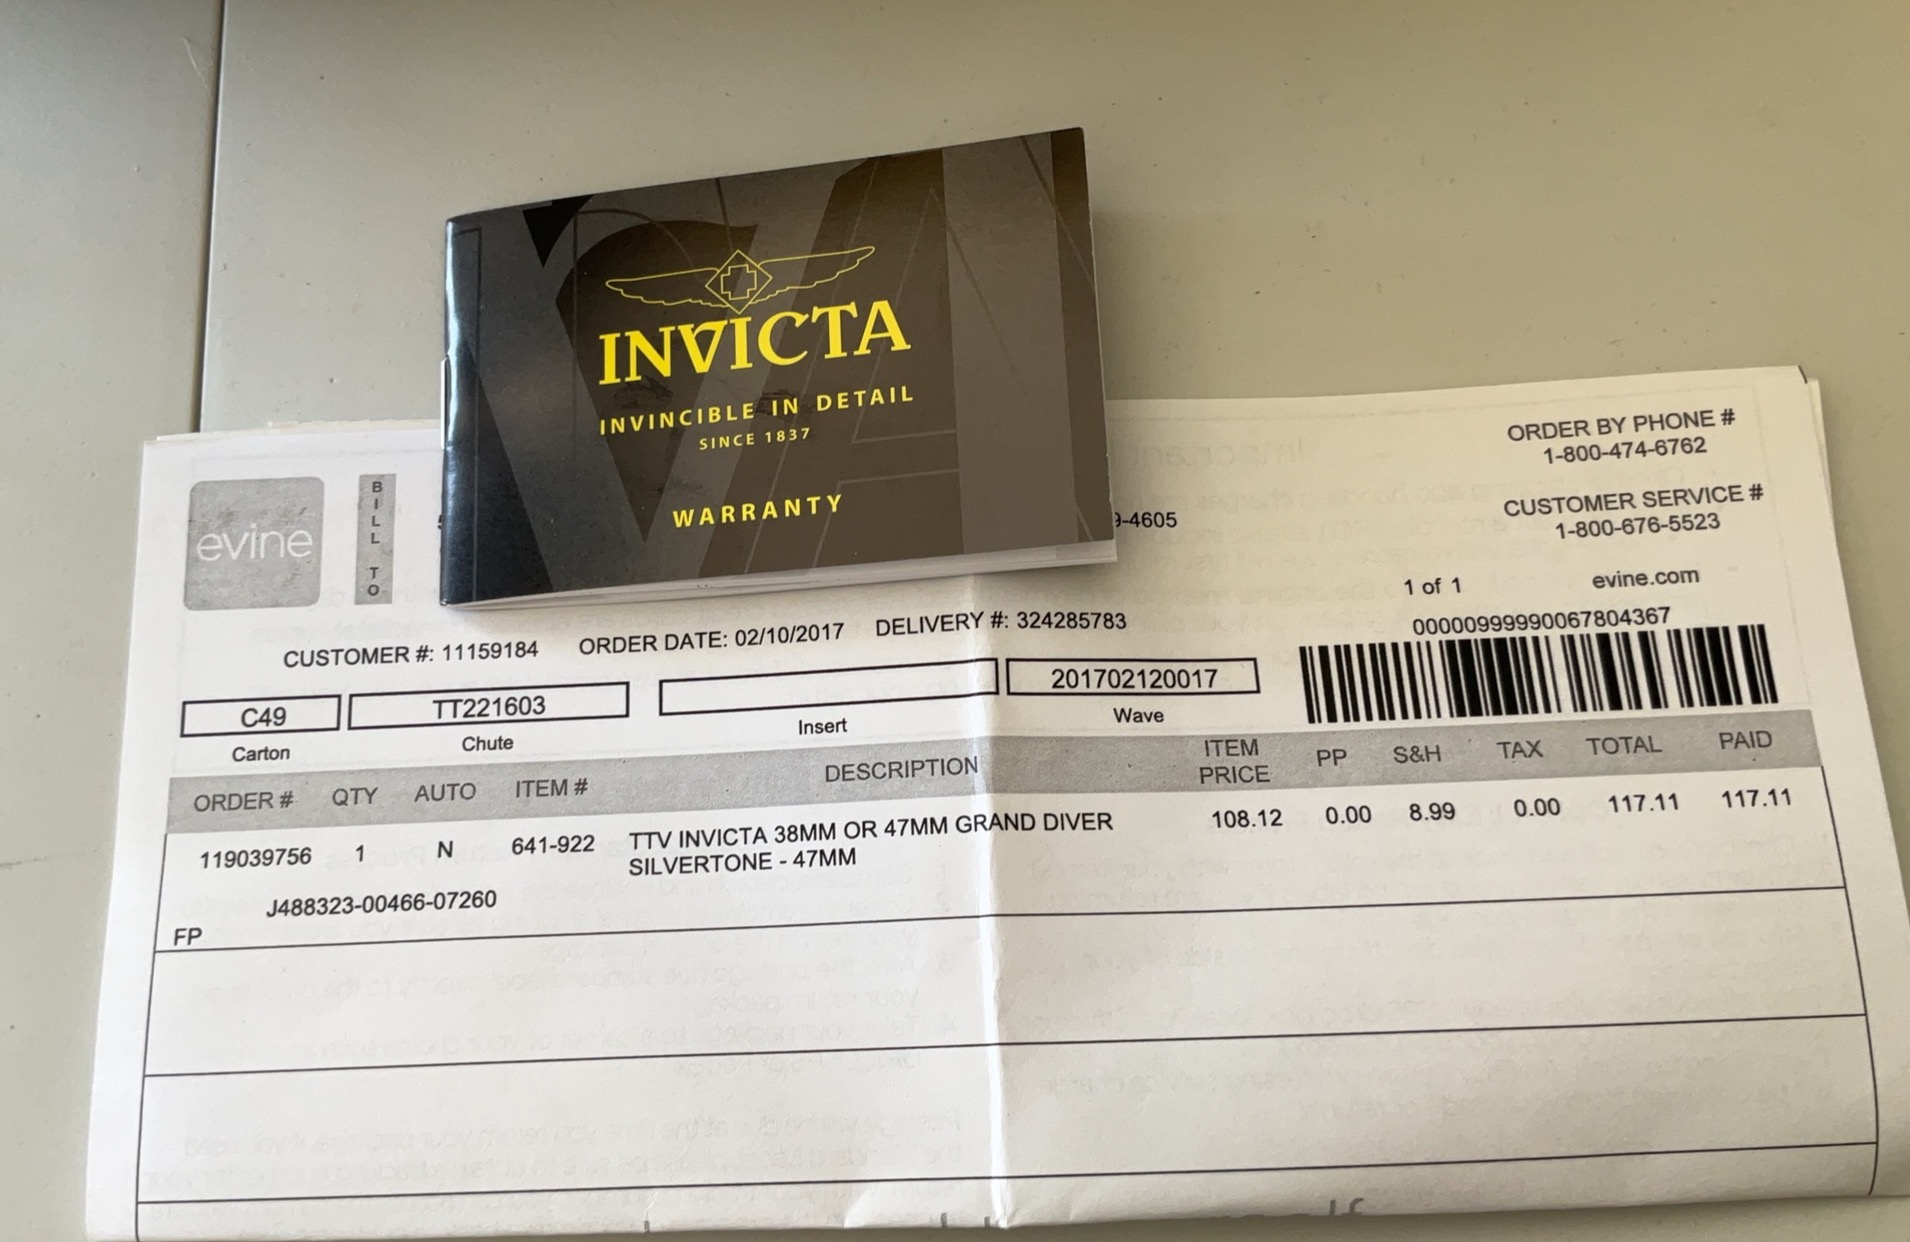 INVICTA
INVINCIBLE IN DETAIL
SINCE 1837
WARRANTY
evine
BILL TO
9-4605
ORDER BY PHONE #
1-800-474-6762
CUSTOMER SERVICE #
1-800-676-5523
1 of 1
evine.com
00000999990067804367
CUSTOMER #: 11159184 ORDER DATE: 02/10/2017 DELIVERY #: 324285783
C49 TT221603 201702120017
Carton Chute Insert Wave
ORDER # QTY AUTO ITEM # DESCRIPTION ITEM PRICE PP S&H TAX TOTAL PAID
119039756 1 N 641-922 TTV INVICTA 38MM OR 47MM GRAND DIVER 108.12 0.00 8.99 0.00 117.11 117.11
SILVERTONE - 47MM
J488323-00466-07260
FP